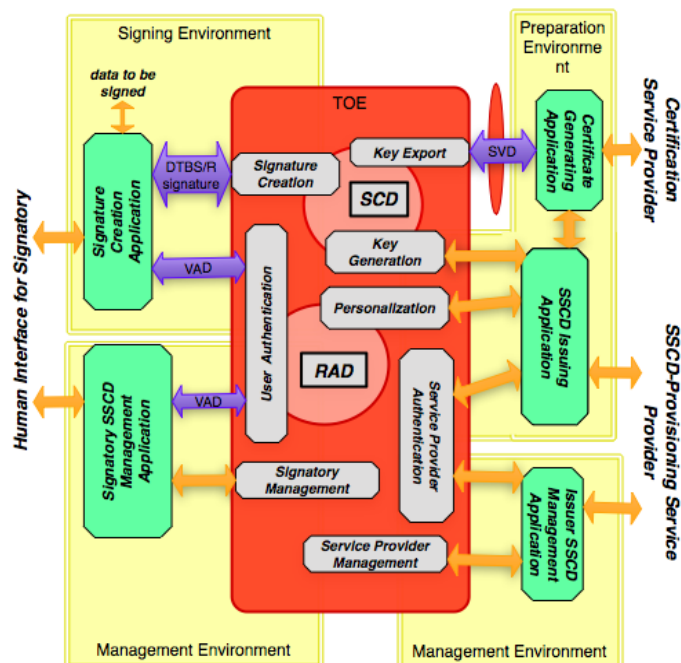 Signing Environment
data to be
signed
Signature
Creation
Application
DTBS/R
signature
VAD
Human Interface for Signatory
Signatory SSCD
Management
Application
VAD
Management Environment
TOE
Signature
Creation
Key Export
SCD
Key
Generation
Personalization
User Authentication
RAD
Service Provider
Authentication
Signatory
Management
Service Provider
Management
SVD
Preparation
Environme
nt
Certificate
Generating
Application
Certification
Service Provider
SSCD Issuing
Application
SSCD-Provisioning Service
Provider
Issuer SSCD
Management
Application
Management Environment